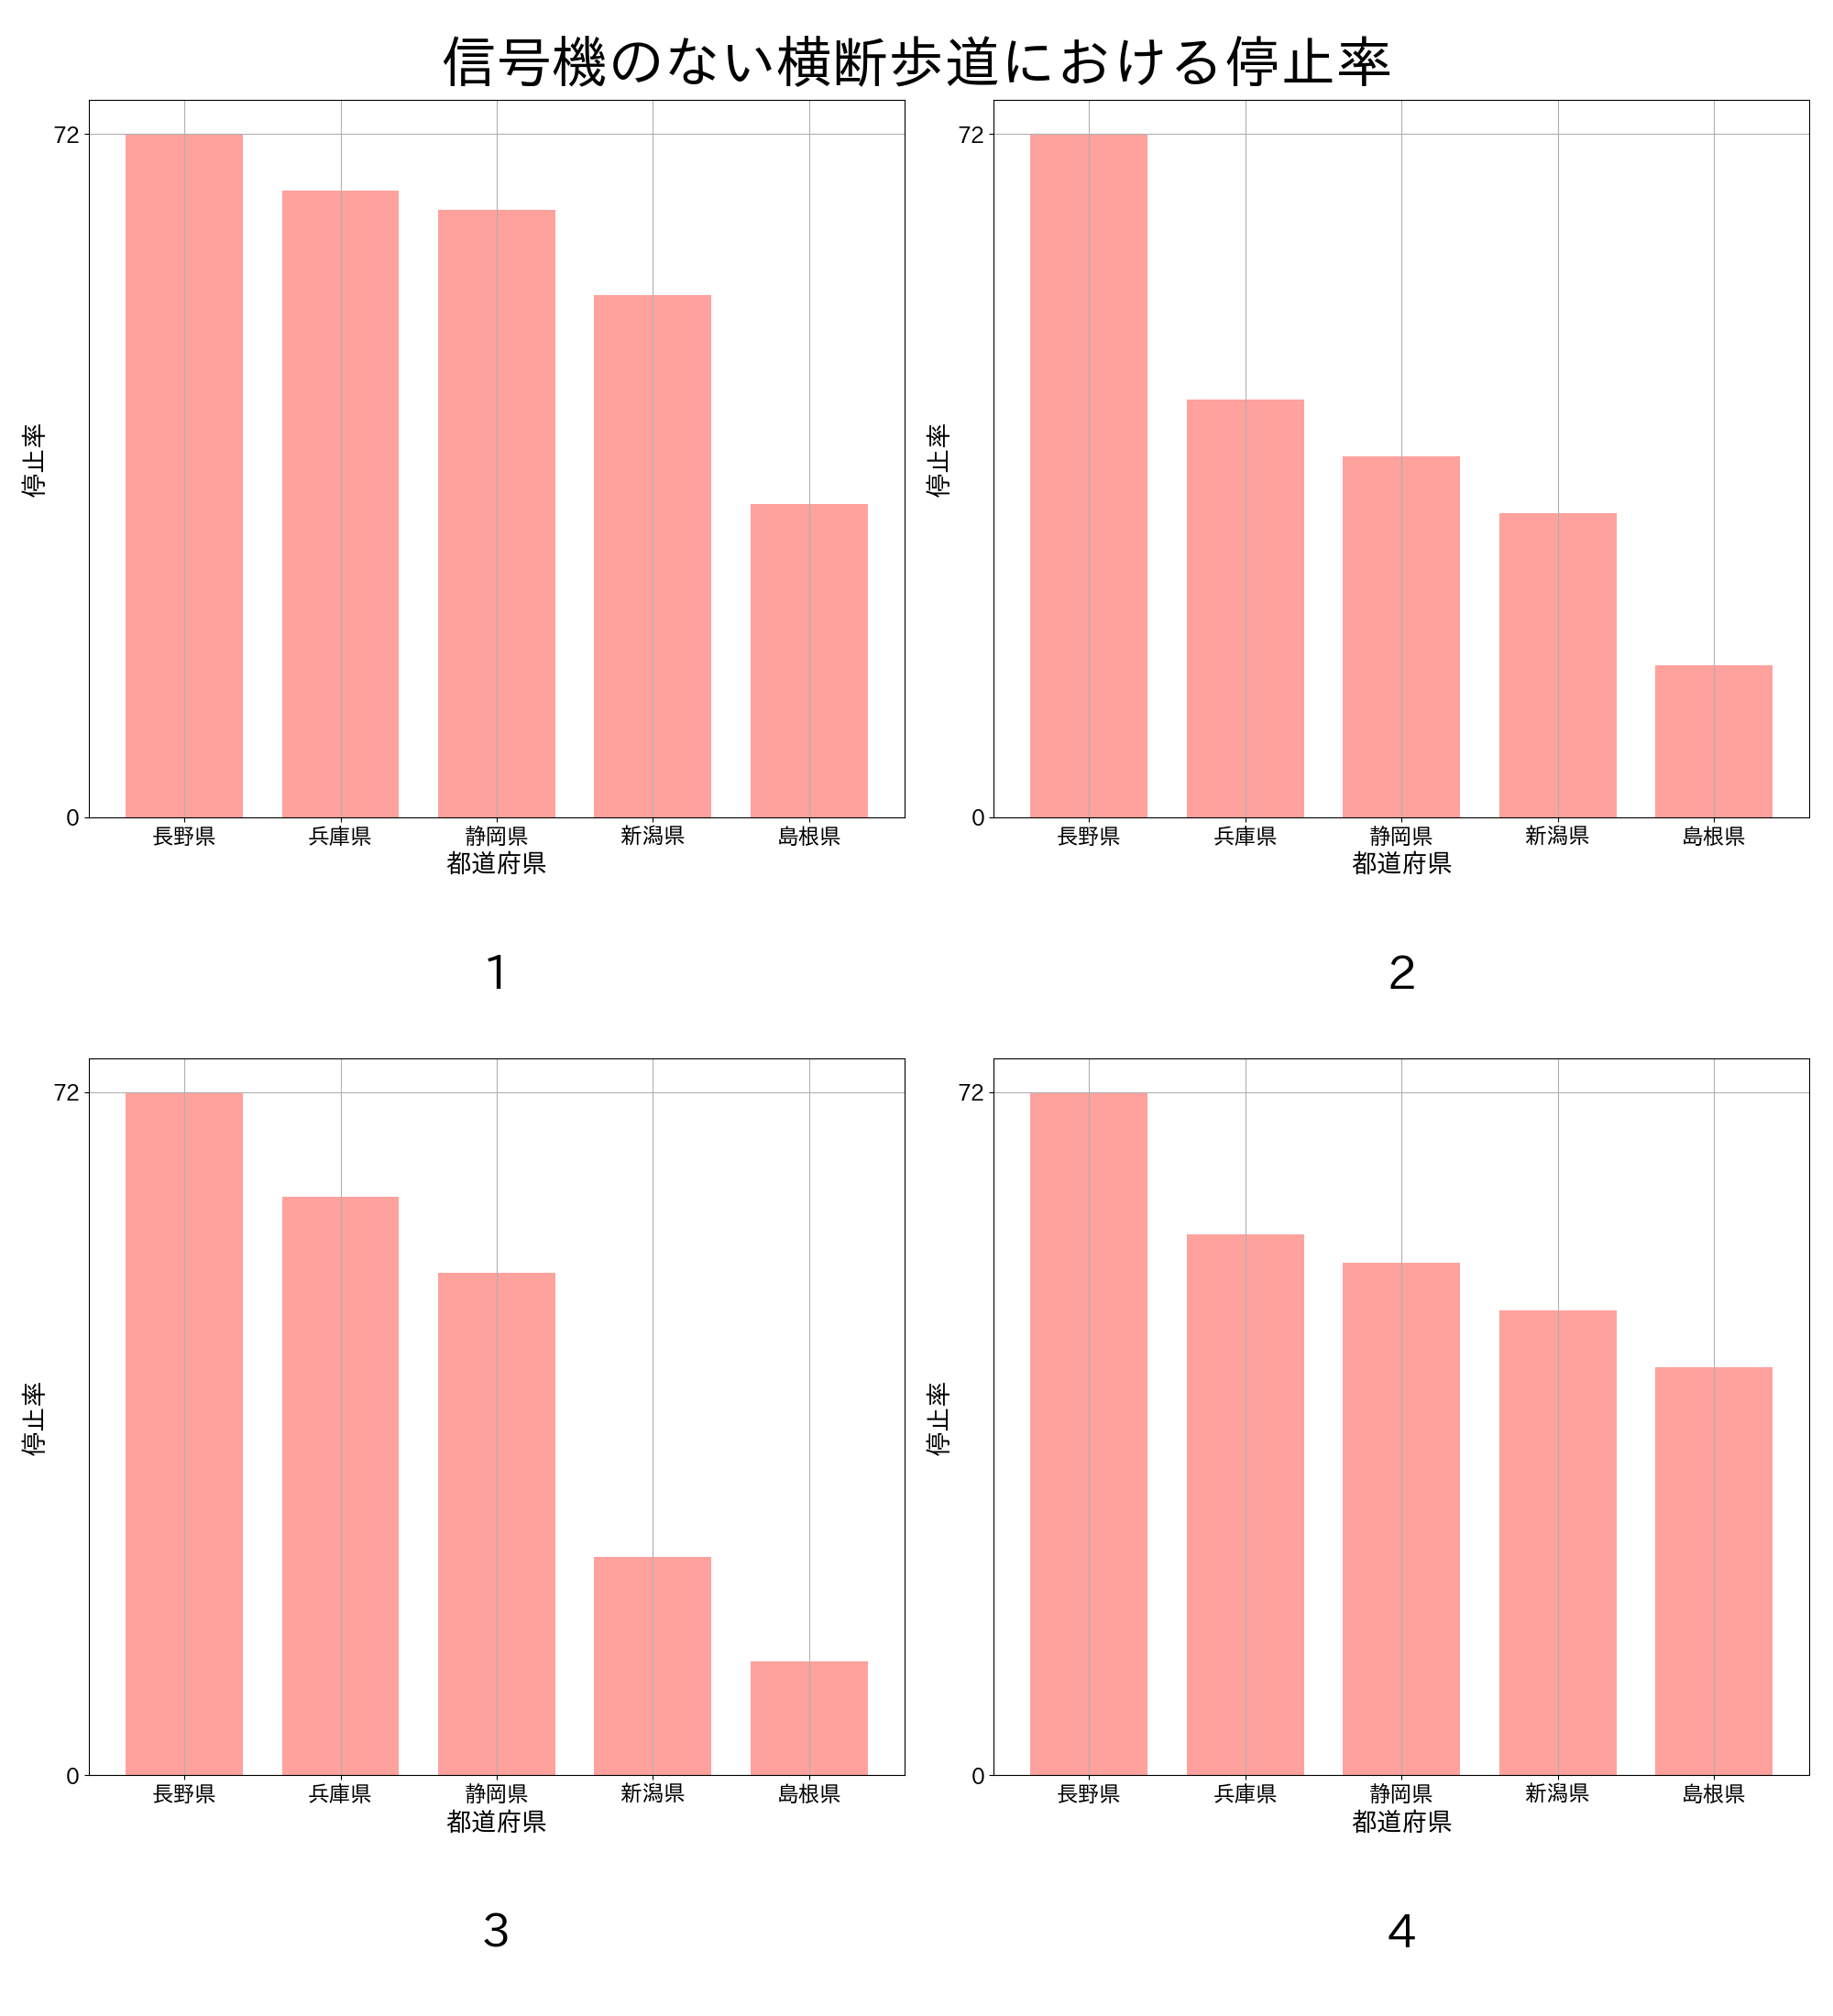 信号機のない横断歩道における停止率
72
0
停止率
長野県 兵庫県 静岡県 新潟県 島根県
都道府県
1
72
0
停止率
長野県 兵庫県 静岡県 新潟県 島根県
都道府県
2
72
0
停止率
長野県 兵庫県 静岡県 新潟県 島根県
都道府県
3
72
0
停止率
長野県 兵庫県 静岡県 新潟県 島根県
都道府県
4